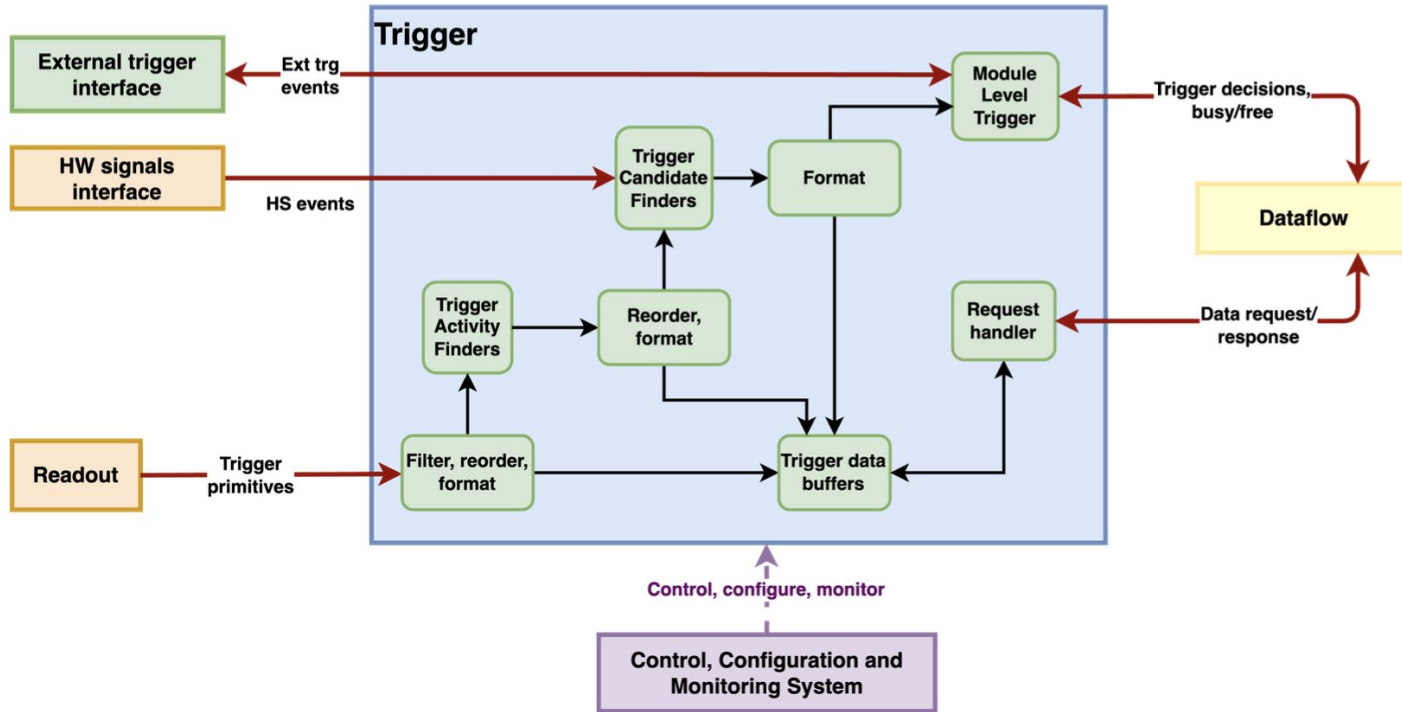 Trigger
External trigger
interface
Ext trg
events
Module
Level
Trigger
Trigger decisions,
busy/free
HW signals
interface
HS events
Trigger
Candidate
Finders
Format
Dataflow
Trigger
Activity
Finders
Reorder,
format
Request
handler
Data request/
response
Readout
Trigger
primitives
Filter, reorder,
format
Trigger data
buffers
Control, configure, monitor
Control, Configuration and
Monitoring System